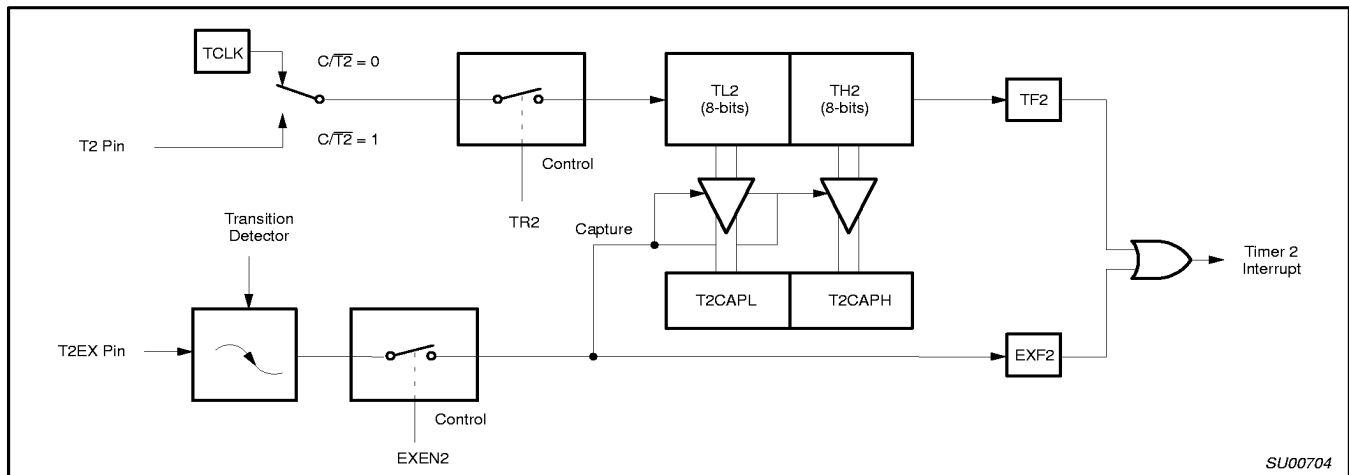 TCLK
C/T2 = 0
C/T2 = 1
T2 Pin
Control
TR2
TL2
(8-bits)
TH2
(8-bits)
TF2
Transition
Detector
Capture
T2CAPL
T2CAPH
Timer 2
Interrupt
T2EX Pin
EXF2
Control
EXEN2
SU00704